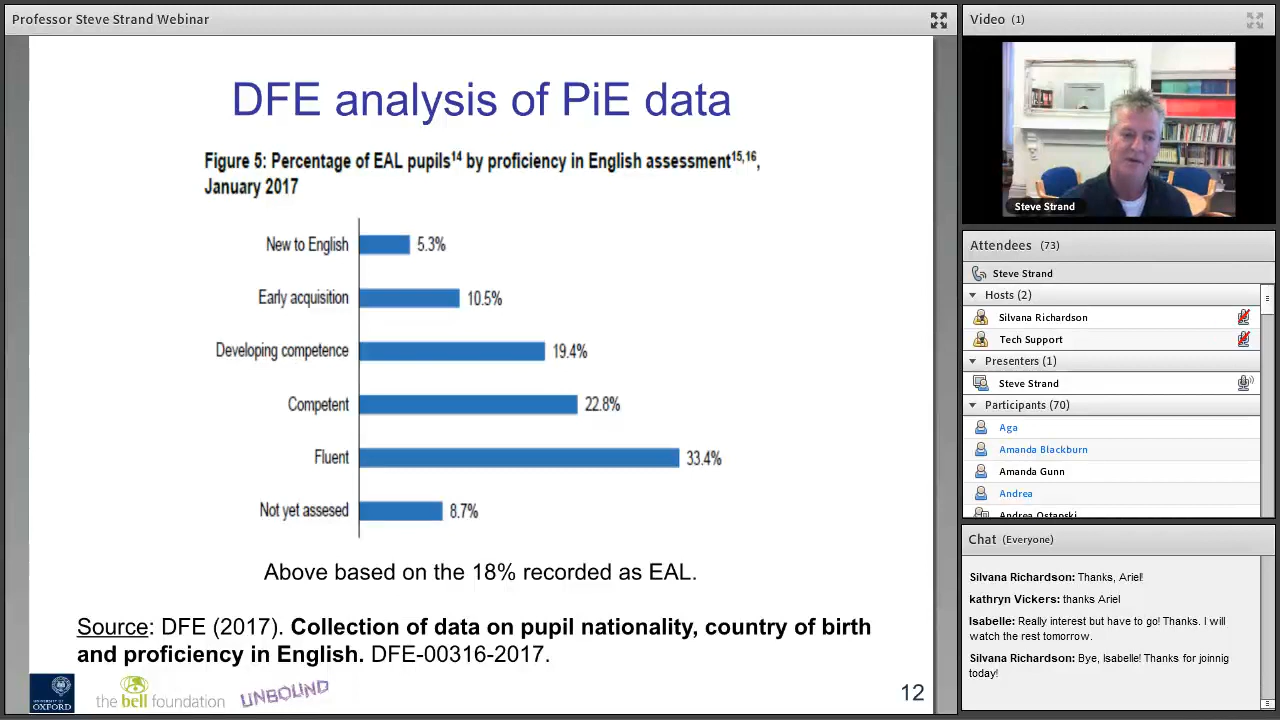 Professor Steve Strand Webinar
DFE analysis of PiE data
Figure 5: Percentage of EAL pupils14 by proficiency in English assessment15,16,
January 2017
New to English 5.3%
Early acquisition 10.5%
Developing competence 19.4%
Competent 22.8%
Fluent 33.4%
Not yet assesed 8.7%
Above based on the 18% recorded as EAL.
Source: DFE (2017). Collection of data on pupil nationality, country of birth
and proficiency in English. DFE-00316-2017.
UNIVERSITY OF
OXFORD
the bell foundation
UNBOUND
12
Video (1)
Steve Strand
Attendees (73)
Steve Strand
Hosts (2)
Silvana Richardson
Tech Support
Presenters (1)
Steve Strand
Participants (70)
Aga
Amanda Blackburn
Amanda Gunn
Andrea
Andrea Ostapski
Chat (Everyone)
Silvana Richardson: Thanks, Ariel!
kathryn Vickers: thanks Ariel
Isabelle: Really interest but have to go! Thanks. I will
watch the rest tomorrow.
Silvana Richardson: Bye, Isabelle! Thanks for joinnig
today!